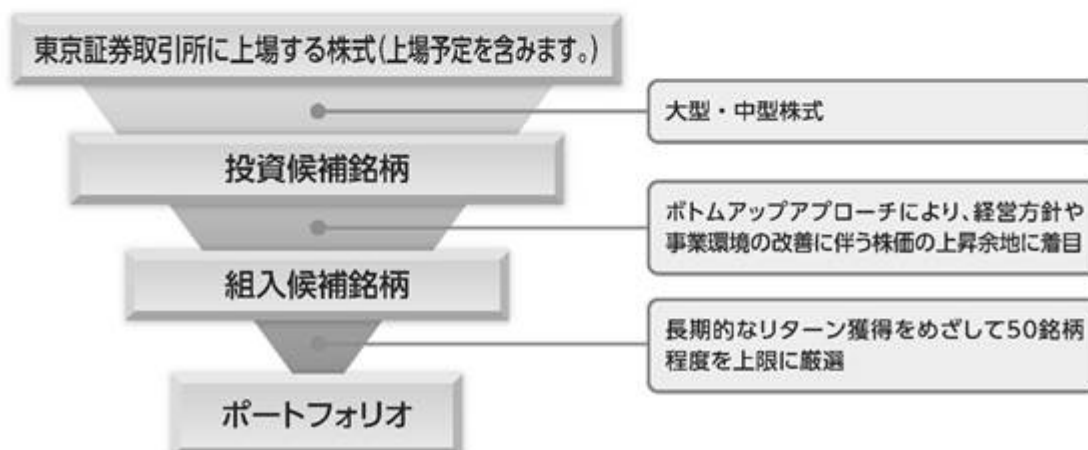 東京証券取引所に上場する株式(上場予定を含みます。)
大型・中型株式
投資候補銘柄
ボトムアップアプローチにより、経営方針や
事業環境の改善に伴う株価の上昇余地に着目
組入候補銘柄
長期的なリターン獲得をめざして50銘柄
程度を上限に厳選
ポートフォリオ